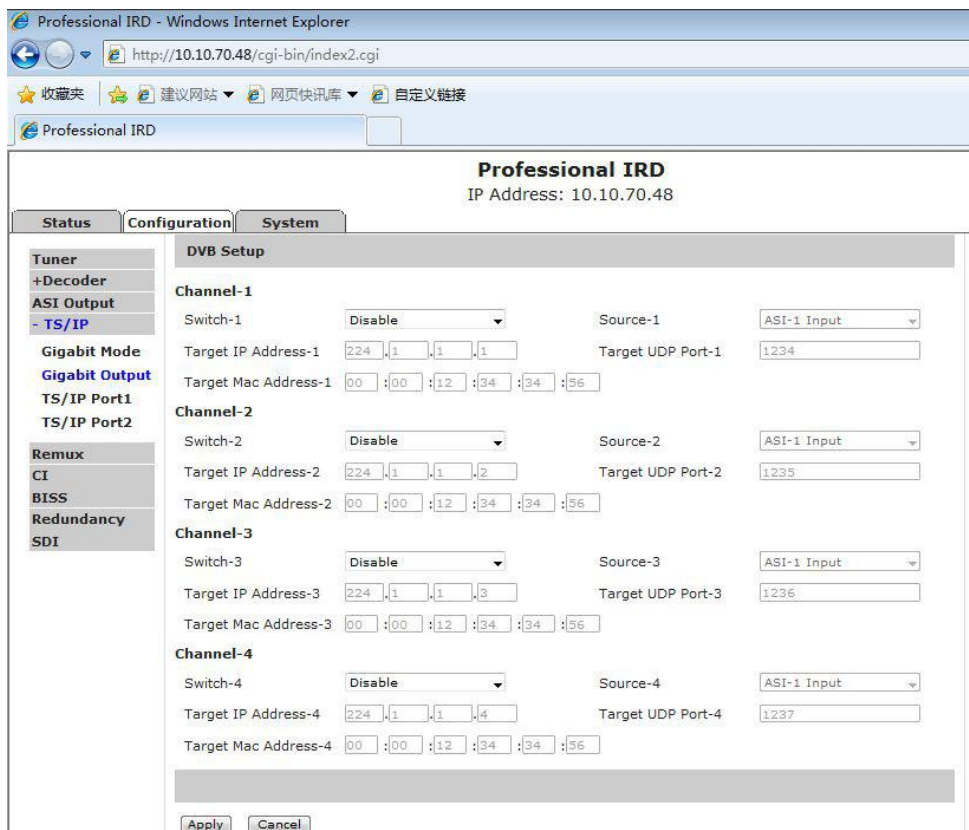 Professional IRD - Windows Internet Explorer
http://10.10.70.48/cgi-bin/index2.cgi
收藏夹 建议网站 网页快讯库 自定义链接
Professional IRD
Professional IRD
IP Address: 10.10.70.48
Status Configuration System
Tuner
+Decoder
ASI Output
- TS/IP
Gigabit Mode
Gigabit Output
TS/IP Port1
TS/IP Port2
Remux
CI
BISS
Redundancy
SDI
DVB Setup
Channel-1
Switch-1 Disable Source-1 ASI-1 Input
Target IP Address-1 224 . 1 . 1 . 1 Target UDP Port-1 1234
Target Mac Address-1 00 : 00 : 12 : 34 : 34 : 56
Channel-2
Switch-2 Disable Source-2 ASI-1 Input
Target IP Address-2 224 . 1 . 1 . 2 Target UDP Port-2 1235
Target Mac Address-2 00 : 00 : 12 : 34 : 34 : 56
Channel-3
Switch-3 Disable Source-3 ASI-1 Input
Target IP Address-3 224 . 1 . 1 . 3 Target UDP Port-3 1236
Target Mac Address-3 00 : 00 : 12 : 34 : 34 : 56
Channel-4
Switch-4 Disable Source-4 ASI-1 Input
Target IP Address-4 224 . 1 . 1 . 4 Target UDP Port-4 1237
Target Mac Address-4 00 : 00 : 12 : 34 : 34 : 56
Apply Cancel